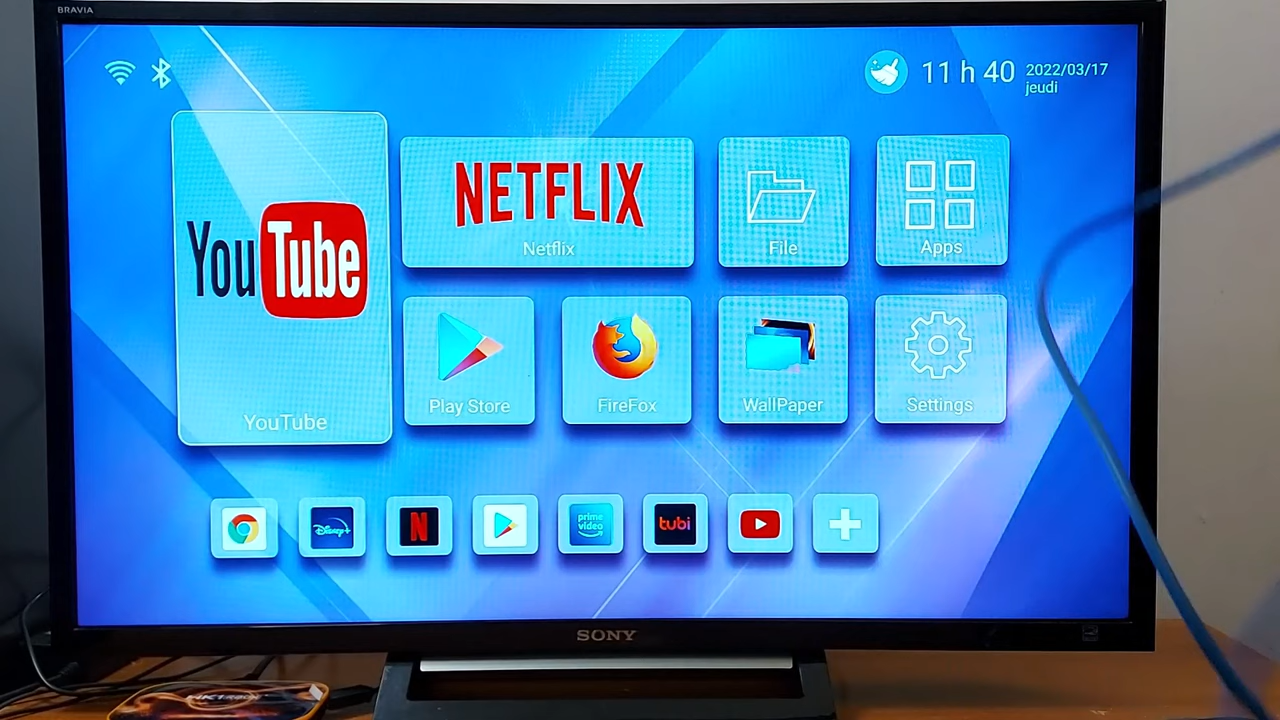 BRAVIA
11 h 40
2022/03/17
jeudi
YouTube
YouTube
NETFLIX
Netflix
File
Apps
Play Store
FireFox
WallPaper
Settings
Disney+
N
prime video
tubi
SONY